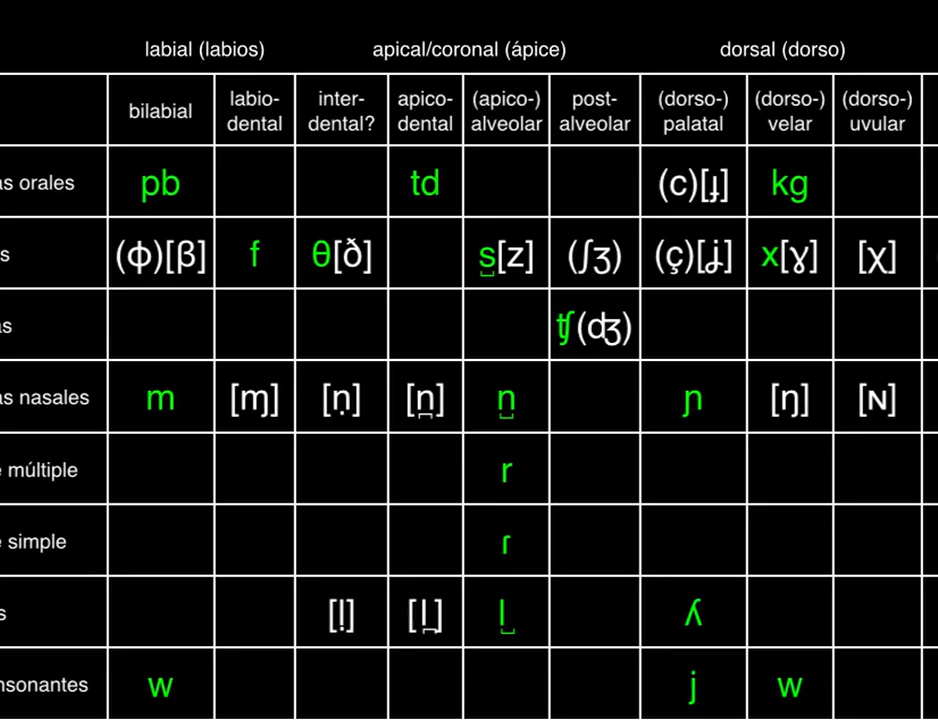 labial (labios) apical/coronal (ápice) dorsal (dorso)
bilabial labio-dental inter-dental? apico-dental (apico-) alveolar post-alveolar (dorso-) palatal (dorso-) velar (dorso-) uvular
as orales pb td (c)[ɟ] kg
s (ɸ)[β] f θ[ð] s̺[z] (ʃʒ) (ç)[ʝ] x[ɣ] [χ]
as ʧ(ʤ)
as nasales m [ɱ] [ṇ] [n̪] n̺ ɲ [ŋ] [ɴ]
e múltiple r
e simple ɾ
s [ḷ] [l̪] l̺ ʎ
nsonantes w j w